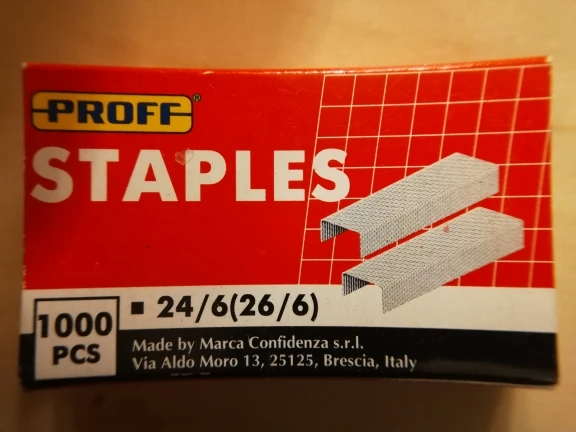 PROFF®
STAPLES
▪ 24/6(26/6)
1000
PCS
Made by Marca Confidenza s.r.l.
Via Aldo Moro 13, 25125, Brescia, Italy